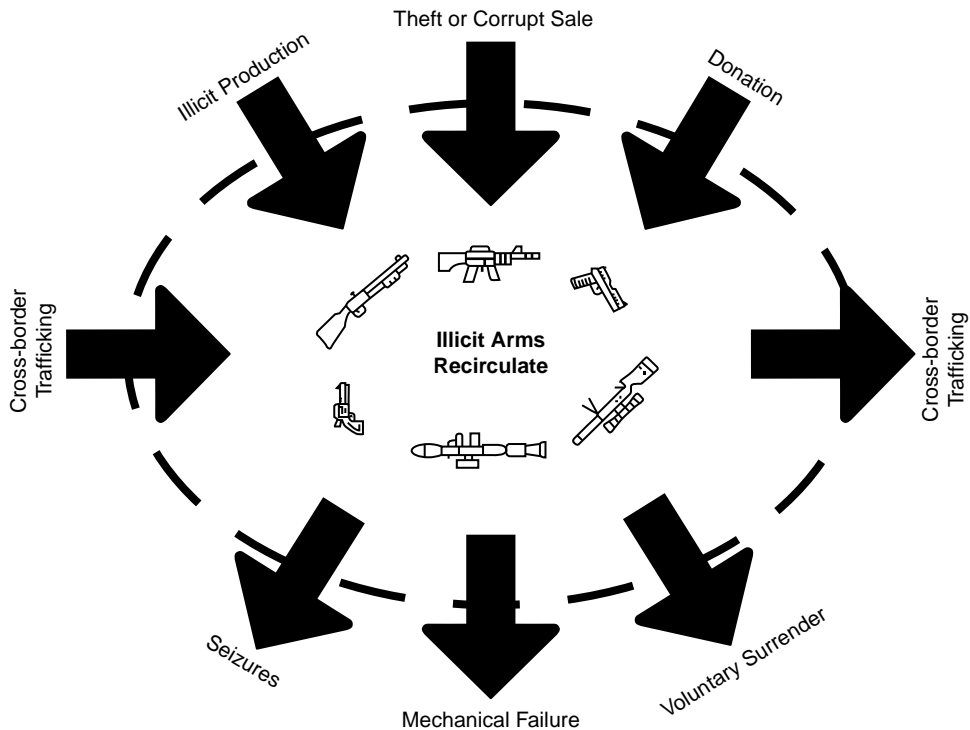 Theft or Corrupt Sale
Illicit Production
Donation
Cross-border
Trafficking
Illicit Arms
Recirculate
Cross-border
Trafficking
Seizures
Voluntary Surrender
Mechanical Failure